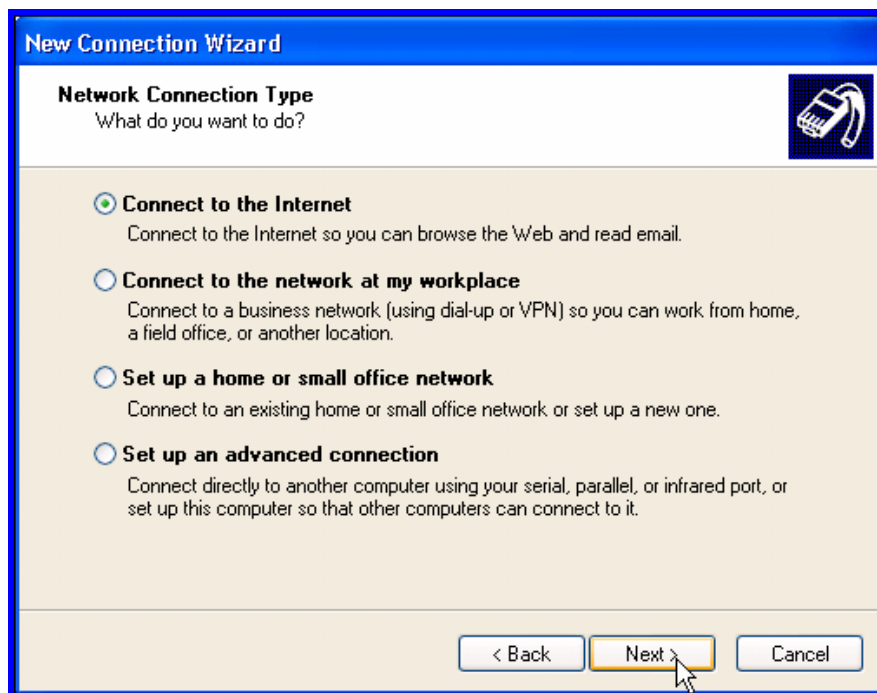 New Connection Wizard
Network Connection Type
What do you want to do?
Connect to the Internet
Connect to the Internet so you can browse the Web and read email.
Connect to the network at my workplace
Connect to a business network (using dial-up or VPN) so you can work from home,
a field office, or another location.
Set up a home or small office network
Connect to an existing home or small office network or set up a new one.
Set up an advanced connection
Connect directly to another computer using your serial, parallel, or infrared port, or
set up this computer so that other computers can connect to it.
< Back Next > Cancel